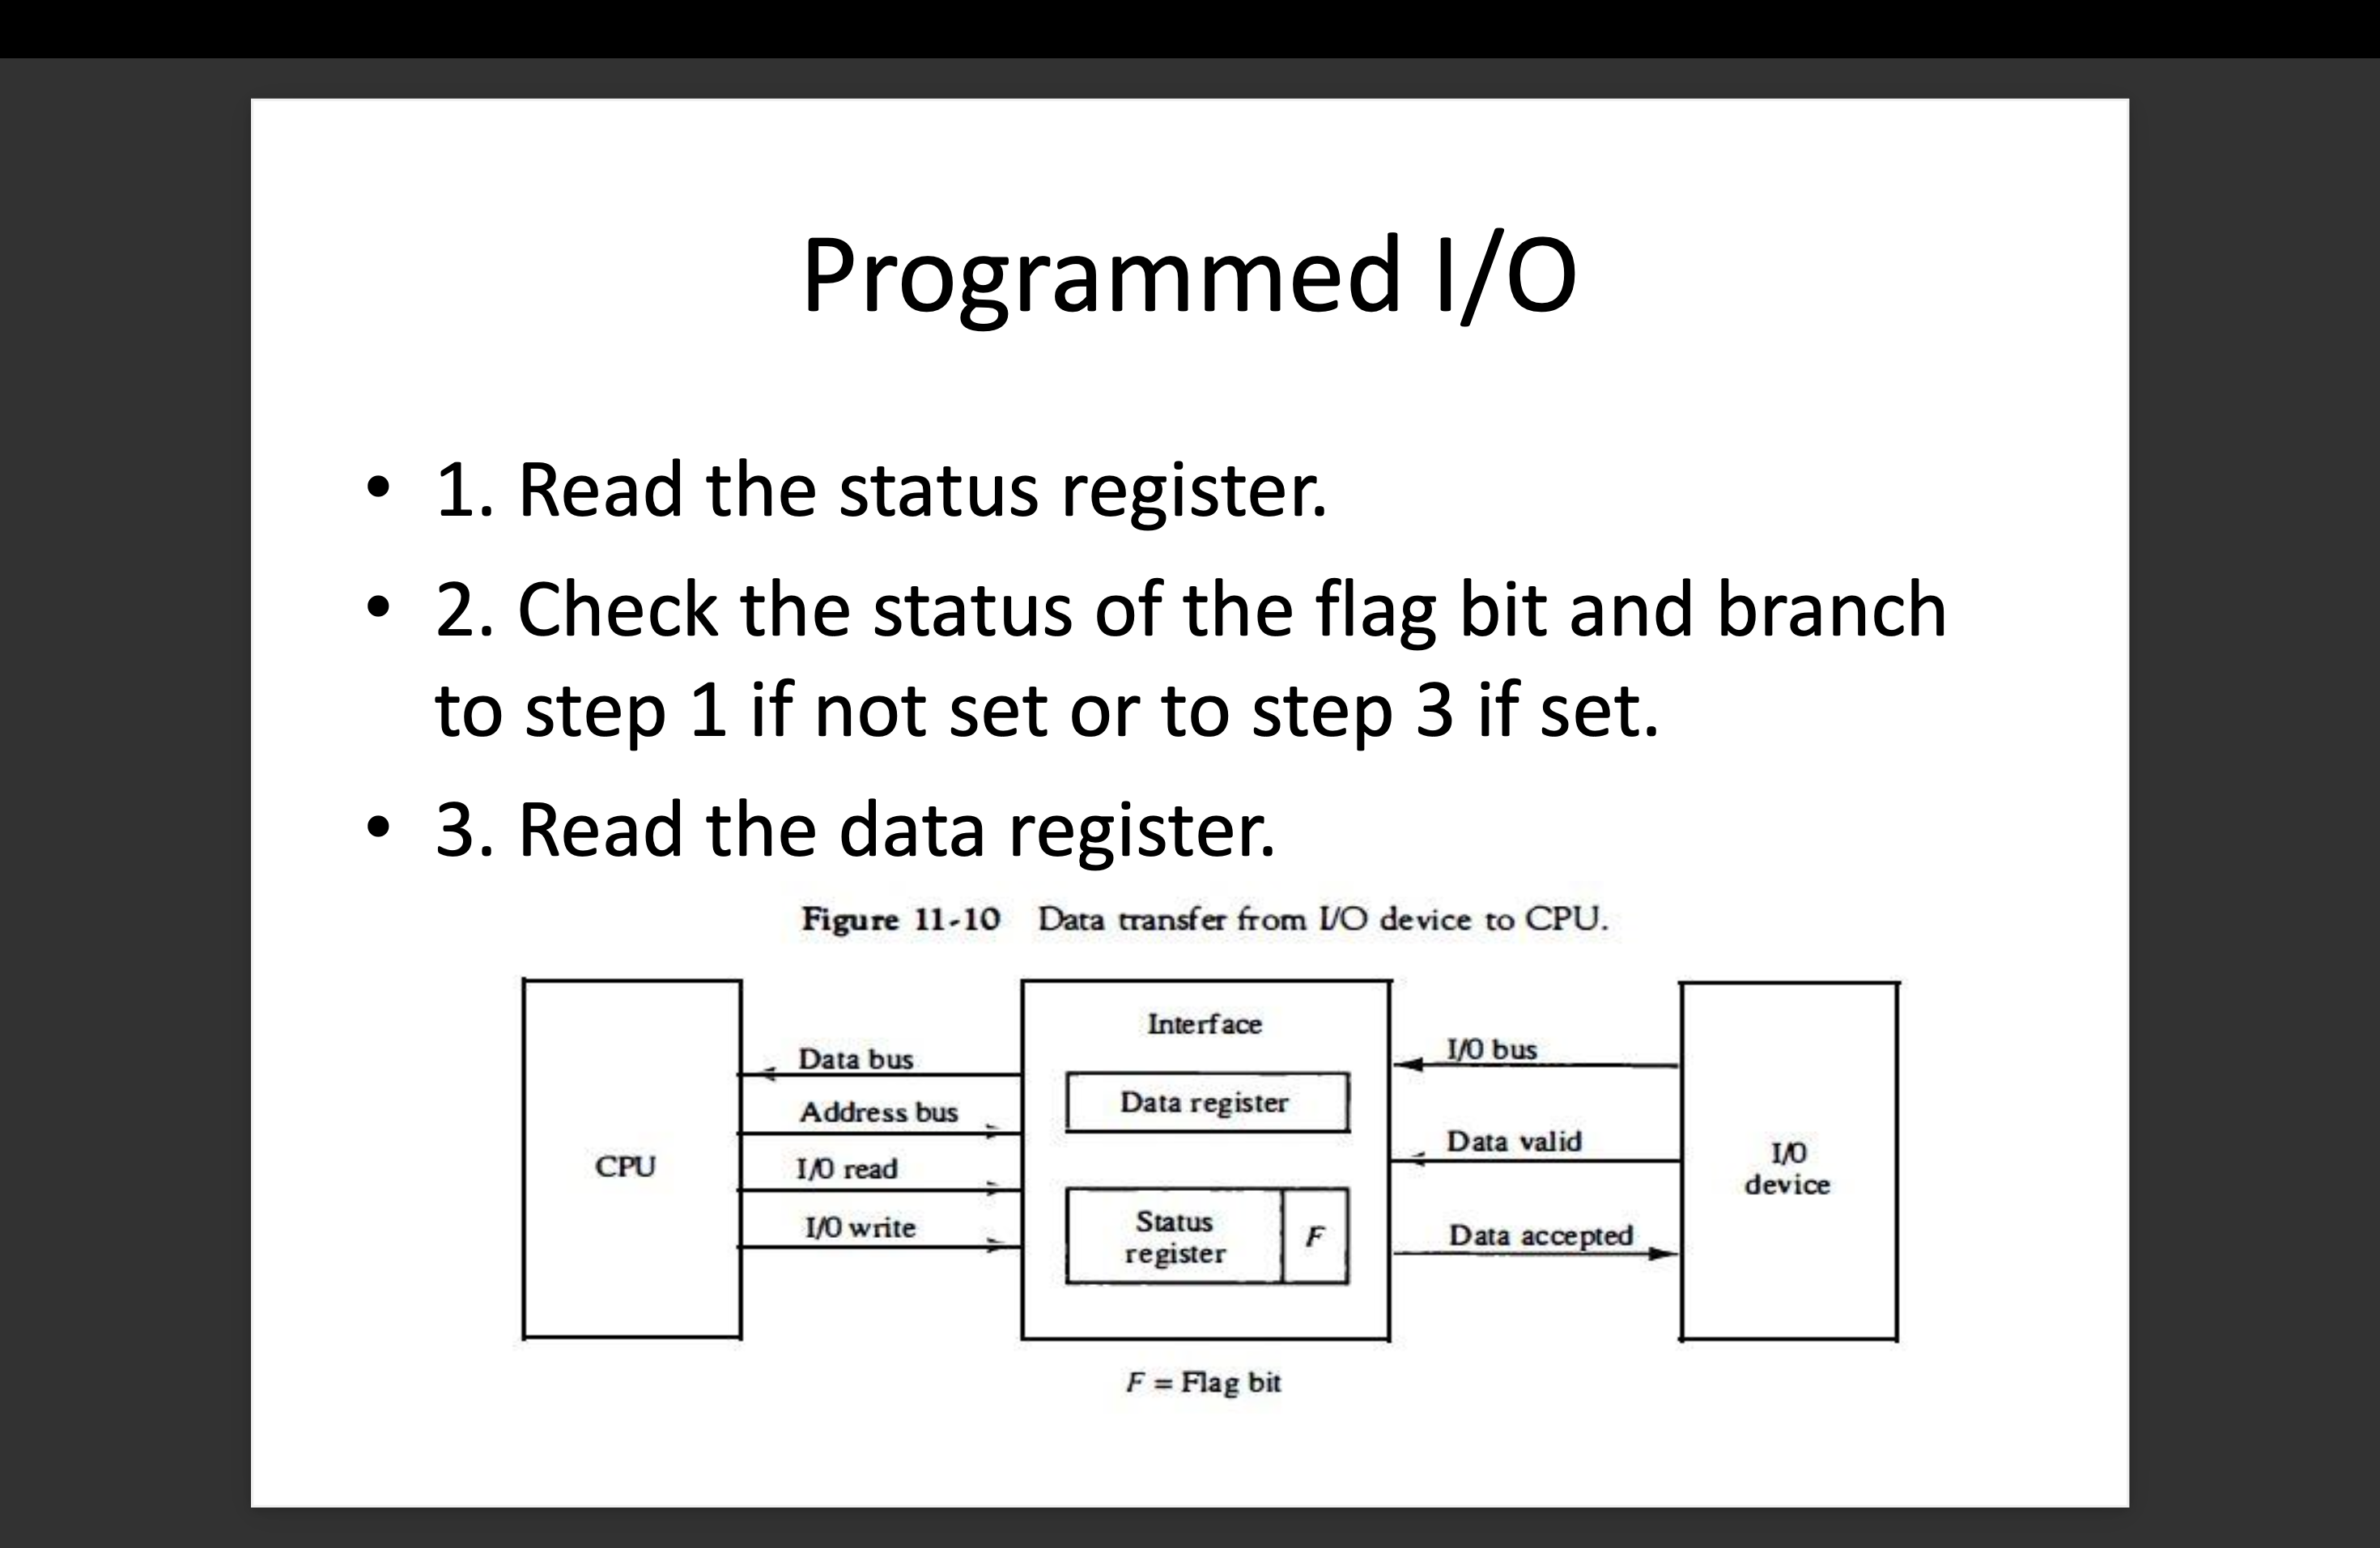 Programmed I/O
• 1. Read the status register.
• 2. Check the status of the flag bit and branch
to step 1 if not set or to step 3 if set.
• 3. Read the data register.
Figure 11-10 Data transfer from I/O device to CPU.
CPU
Data bus
Address bus
I/O read
I/O write
Interface
Data register
Status
register
F
I/O bus
Data valid
Data accepted
I/O
device
F = Flag bit